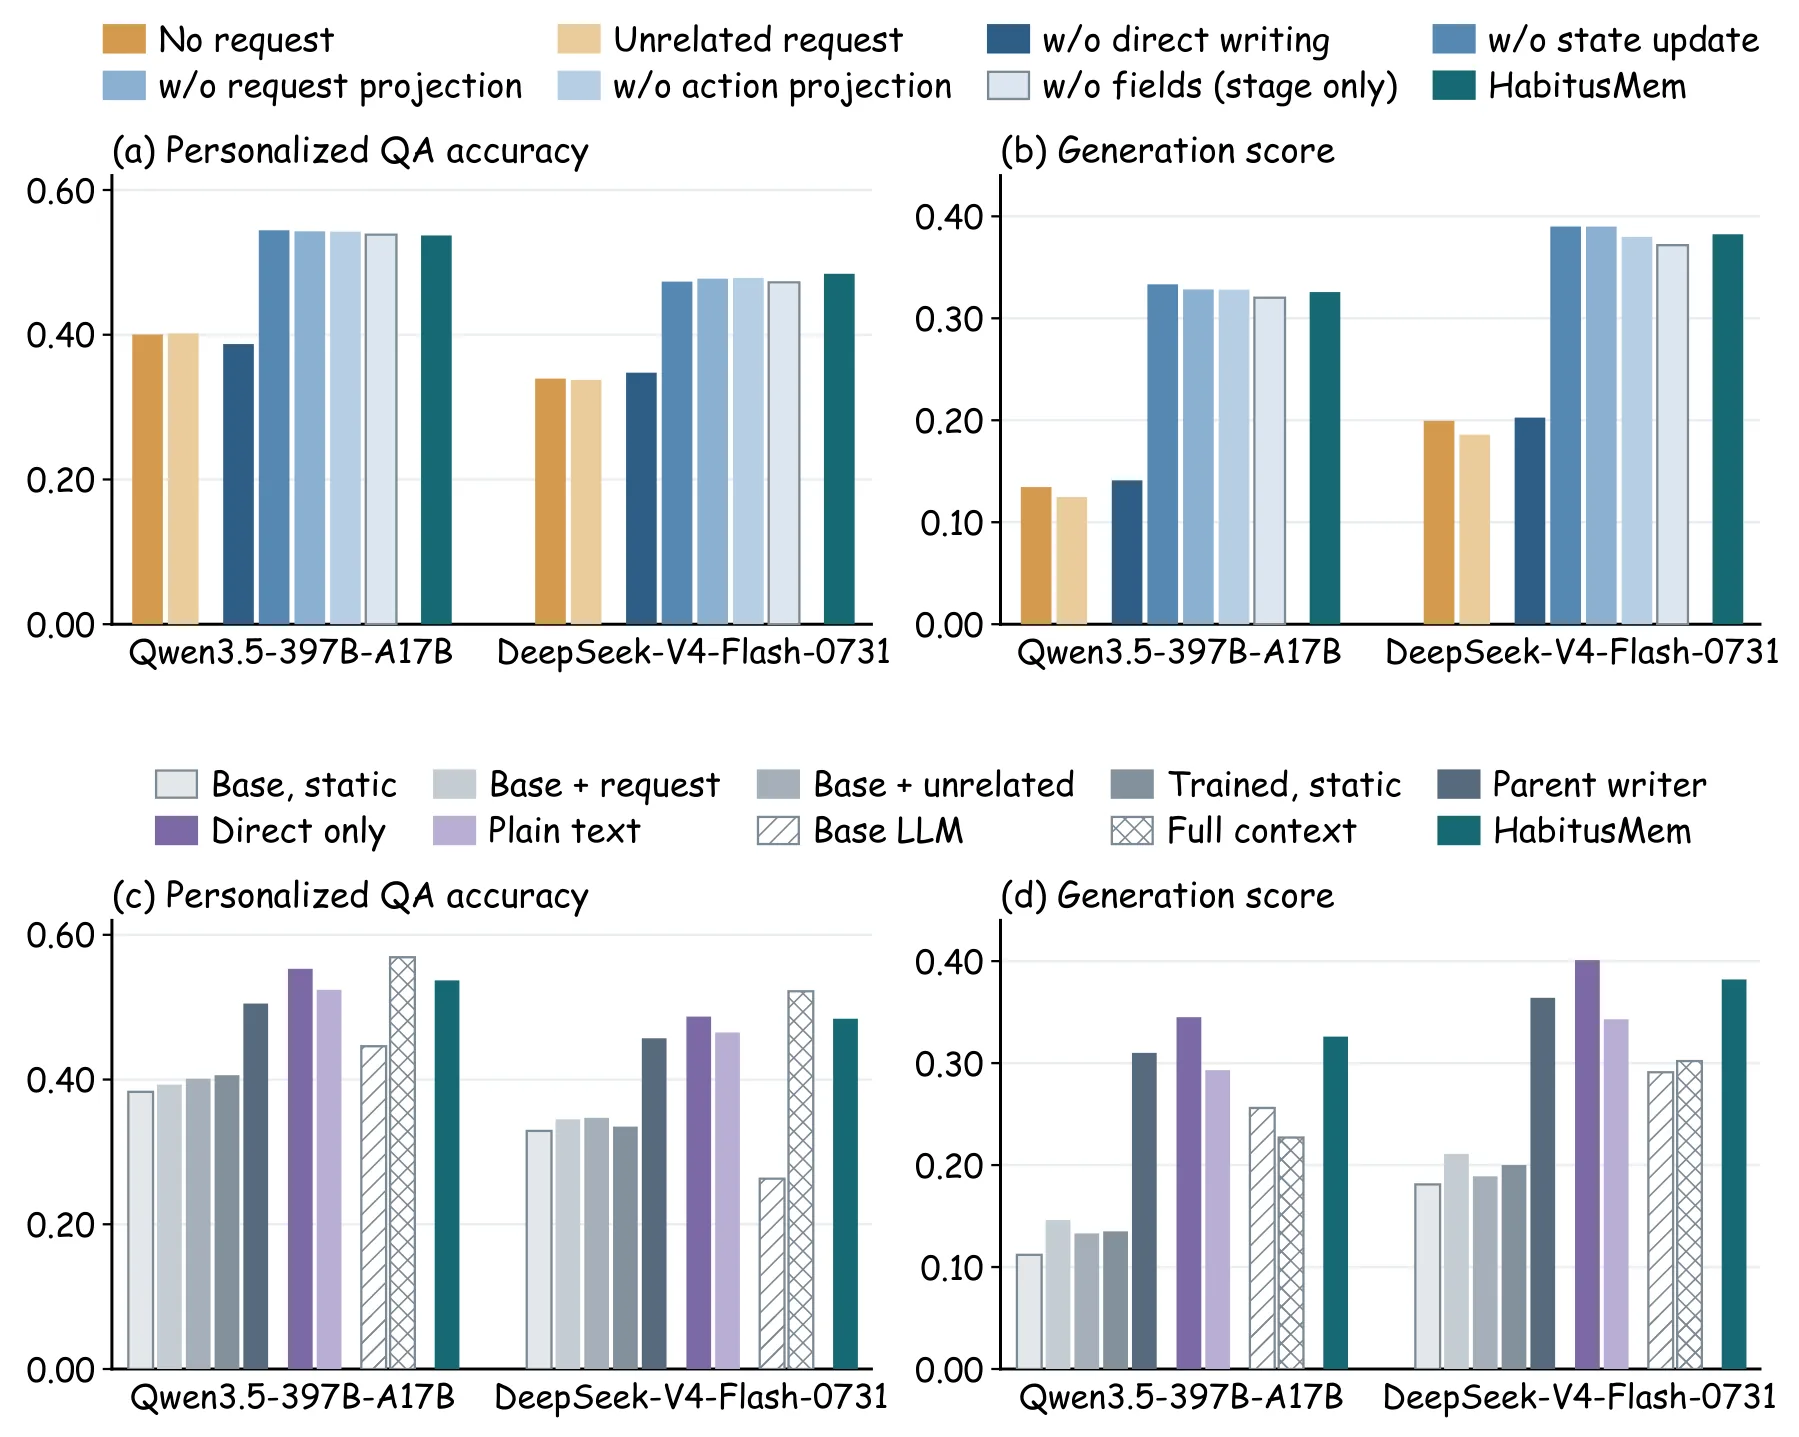 No request    Unrelated request    w/o direct writing    w/o state update
w/o request projection    w/o action projection    w/o fields (stage only)    HabitusMem
(a) Personalized QA accuracy
0.60
0.40
0.20
0.00
Qwen3.5-397B-A17B    DeepSeek-V4-Flash-0731
(b) Generation score
0.40
0.30
0.20
0.10
0.00
Qwen3.5-397B-A17B    DeepSeek-V4-Flash-0731
Base, static    Base + request    Base + unrelated    Trained, static    Parent writer
Direct only    Plain text    Base LLM    Full context    HabitusMem
(c) Personalized QA accuracy
0.60
0.40
0.20
0.00
Qwen3.5-397B-A17B    DeepSeek-V4-Flash-0731
(d) Generation score
0.40
0.30
0.20
0.10
0.00
Qwen3.5-397B-A17B    DeepSeek-V4-Flash-0731